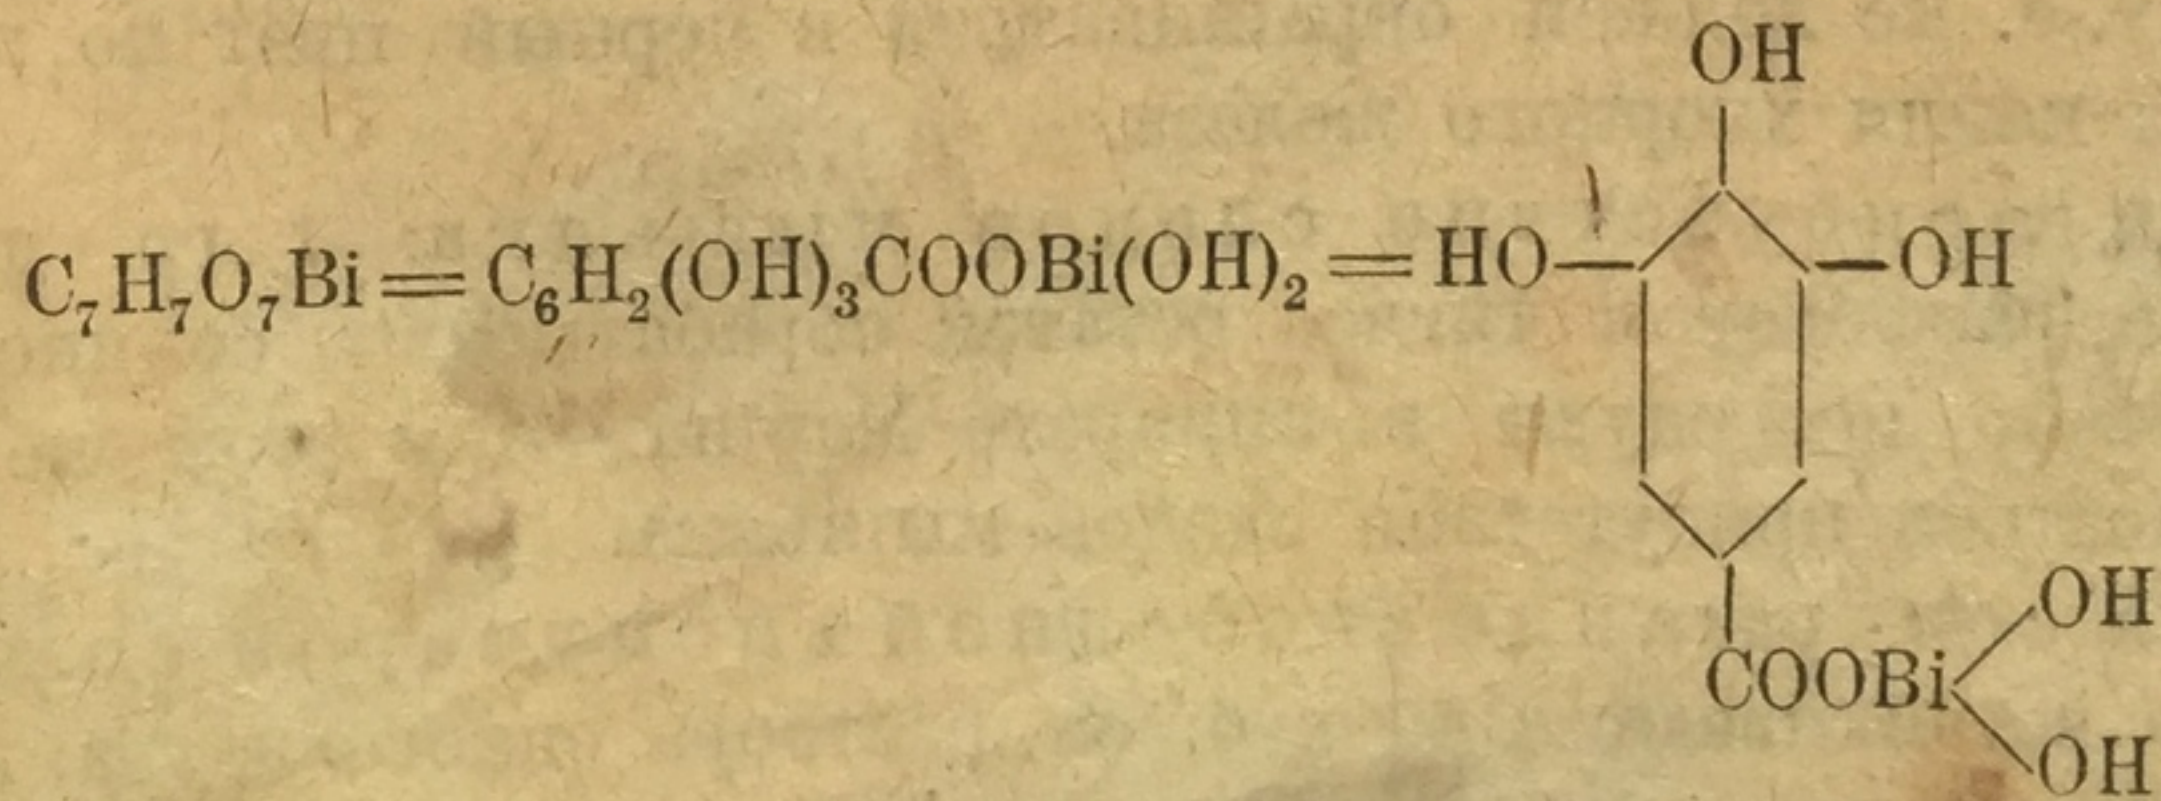 OH
C₇H₇O₇Bi=C₆H₂(OH)₃COOBi(OH)₂=HO— —OH
OH
COOBi
OH